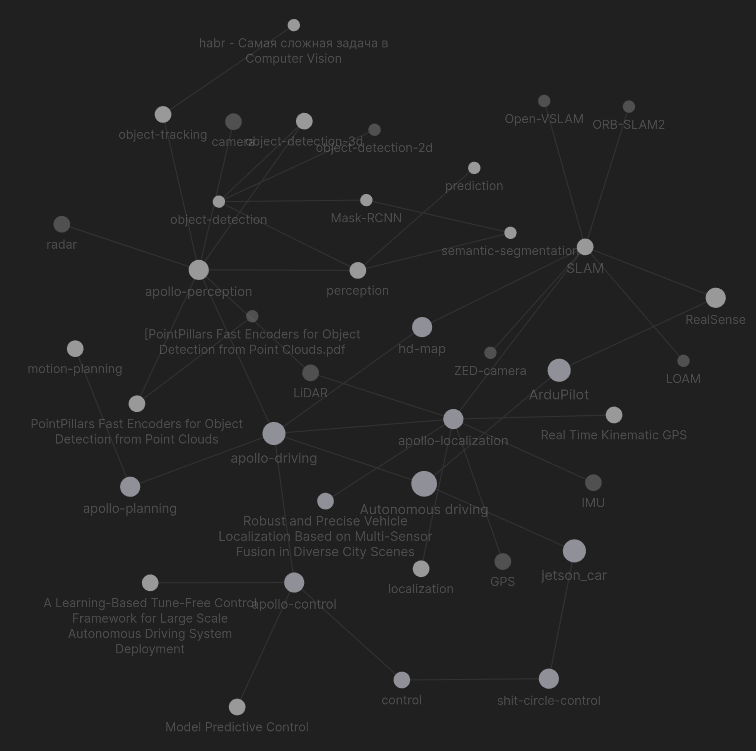 habr - Самая сложная задача в
Computer Vision
Open-VSLAM
ORB-SLAM2
object-tracking
camera
object-detection-3d
object-detection-2d
prediction
object-detection
Mask-RCNN
radar
semantic-segmentation
SLAM
apollo-perception
perception
RealSense
[PointPillars Fast Encoders for Object
Detection from Point Clouds.pdf
hd-map
motion-planning
ZED-camera
LOAM
LiDAR
ArduPilot
PointPillars Fast Encoders for Object
Detection from Point Clouds
apollo-driving
apollo-localization
Real Time Kinematic GPS
apollo-planning
Autonomous driving
IMU
Robust and Precise Vehicle
Localization Based on Multi-Sensor
Fusion in Diverse City Scenes
localization
GPS
jetson_car
A Learning-Based Tune-Free Control
Framework for Large Scale
Autonomous Driving System
Deployment
apollo-control
control
shit-circle-control
Model Predictive Control